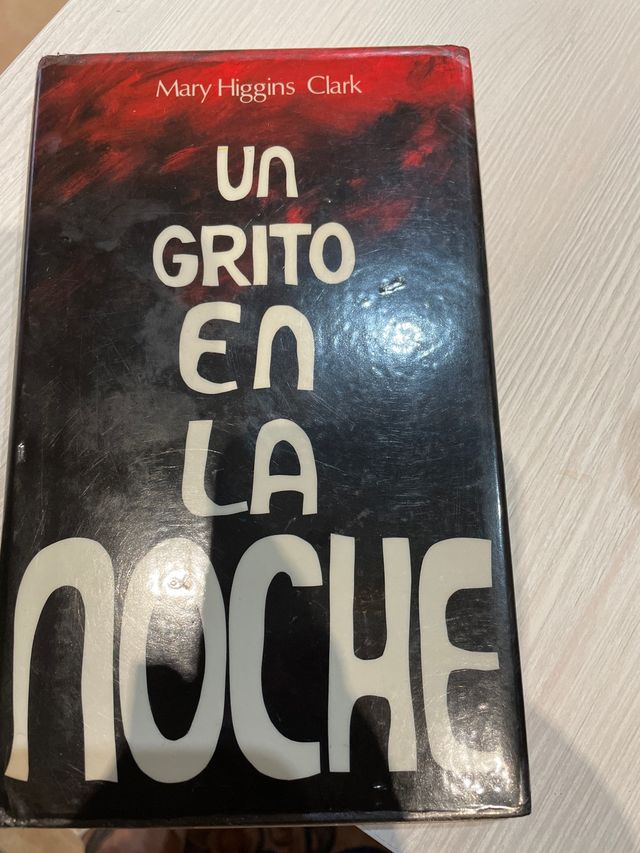 Mary Higgins Clark
Un
GRITO
En
LA
nOCHE